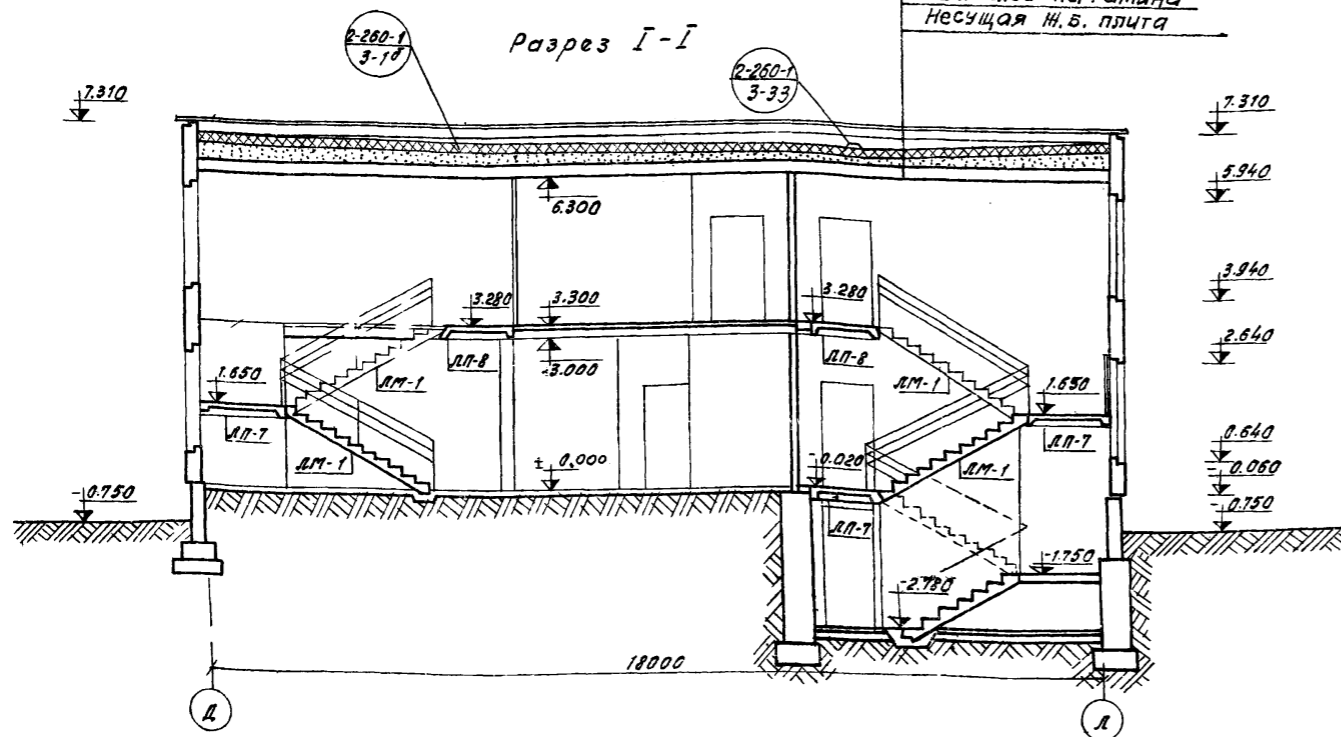 Несущая Ж.Б. плита
Разрез I-I
2-260-1
3-1б
2-260-1
3-33
7.310
7.310
5.940
6.300
3.940
3.280
3.300
3.280
2.640
ЛП-8
3.000
ЛП-8
ЛМ-1
ЛМ-1
1.650
1.650
ЛП-7
ЛП-7
0.640
ЛМ-1
± 0.000
-0.020
ЛМ-1
-0.060
-0.750
-0.750
ЛП-7
-1.750
-2.780
18000
Д
Л